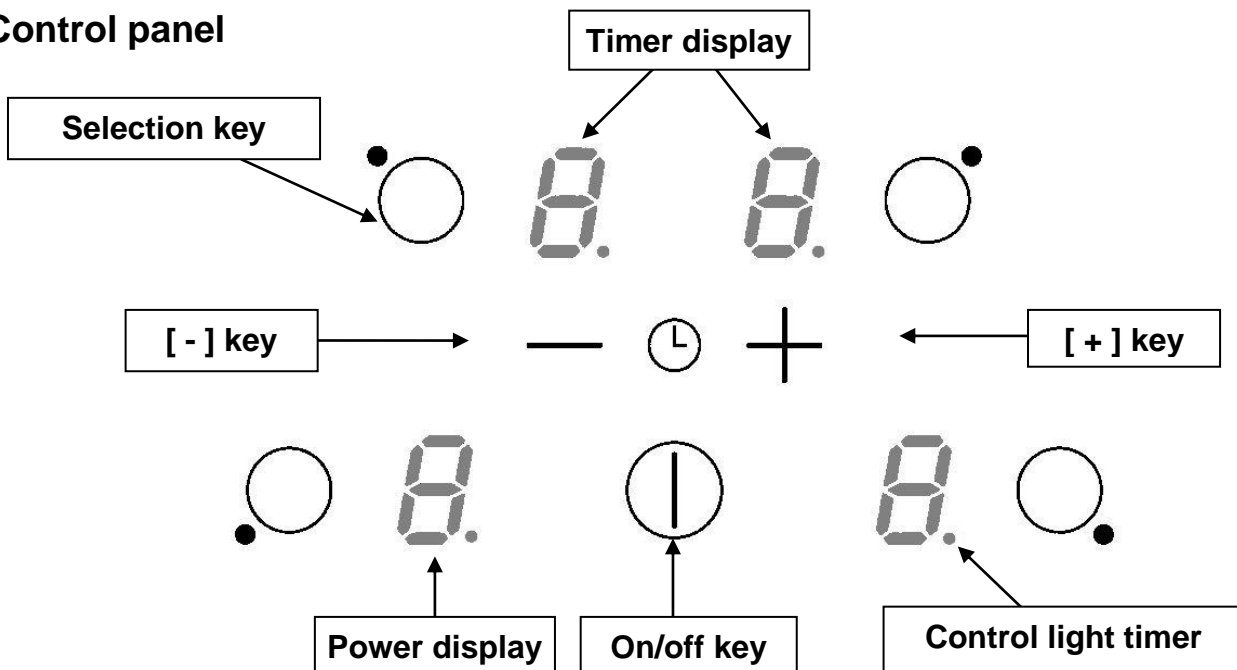 Control panel
Timer display
Selection key
[ - ] key
[ + ] key
Power display
On/off key
Control light timer